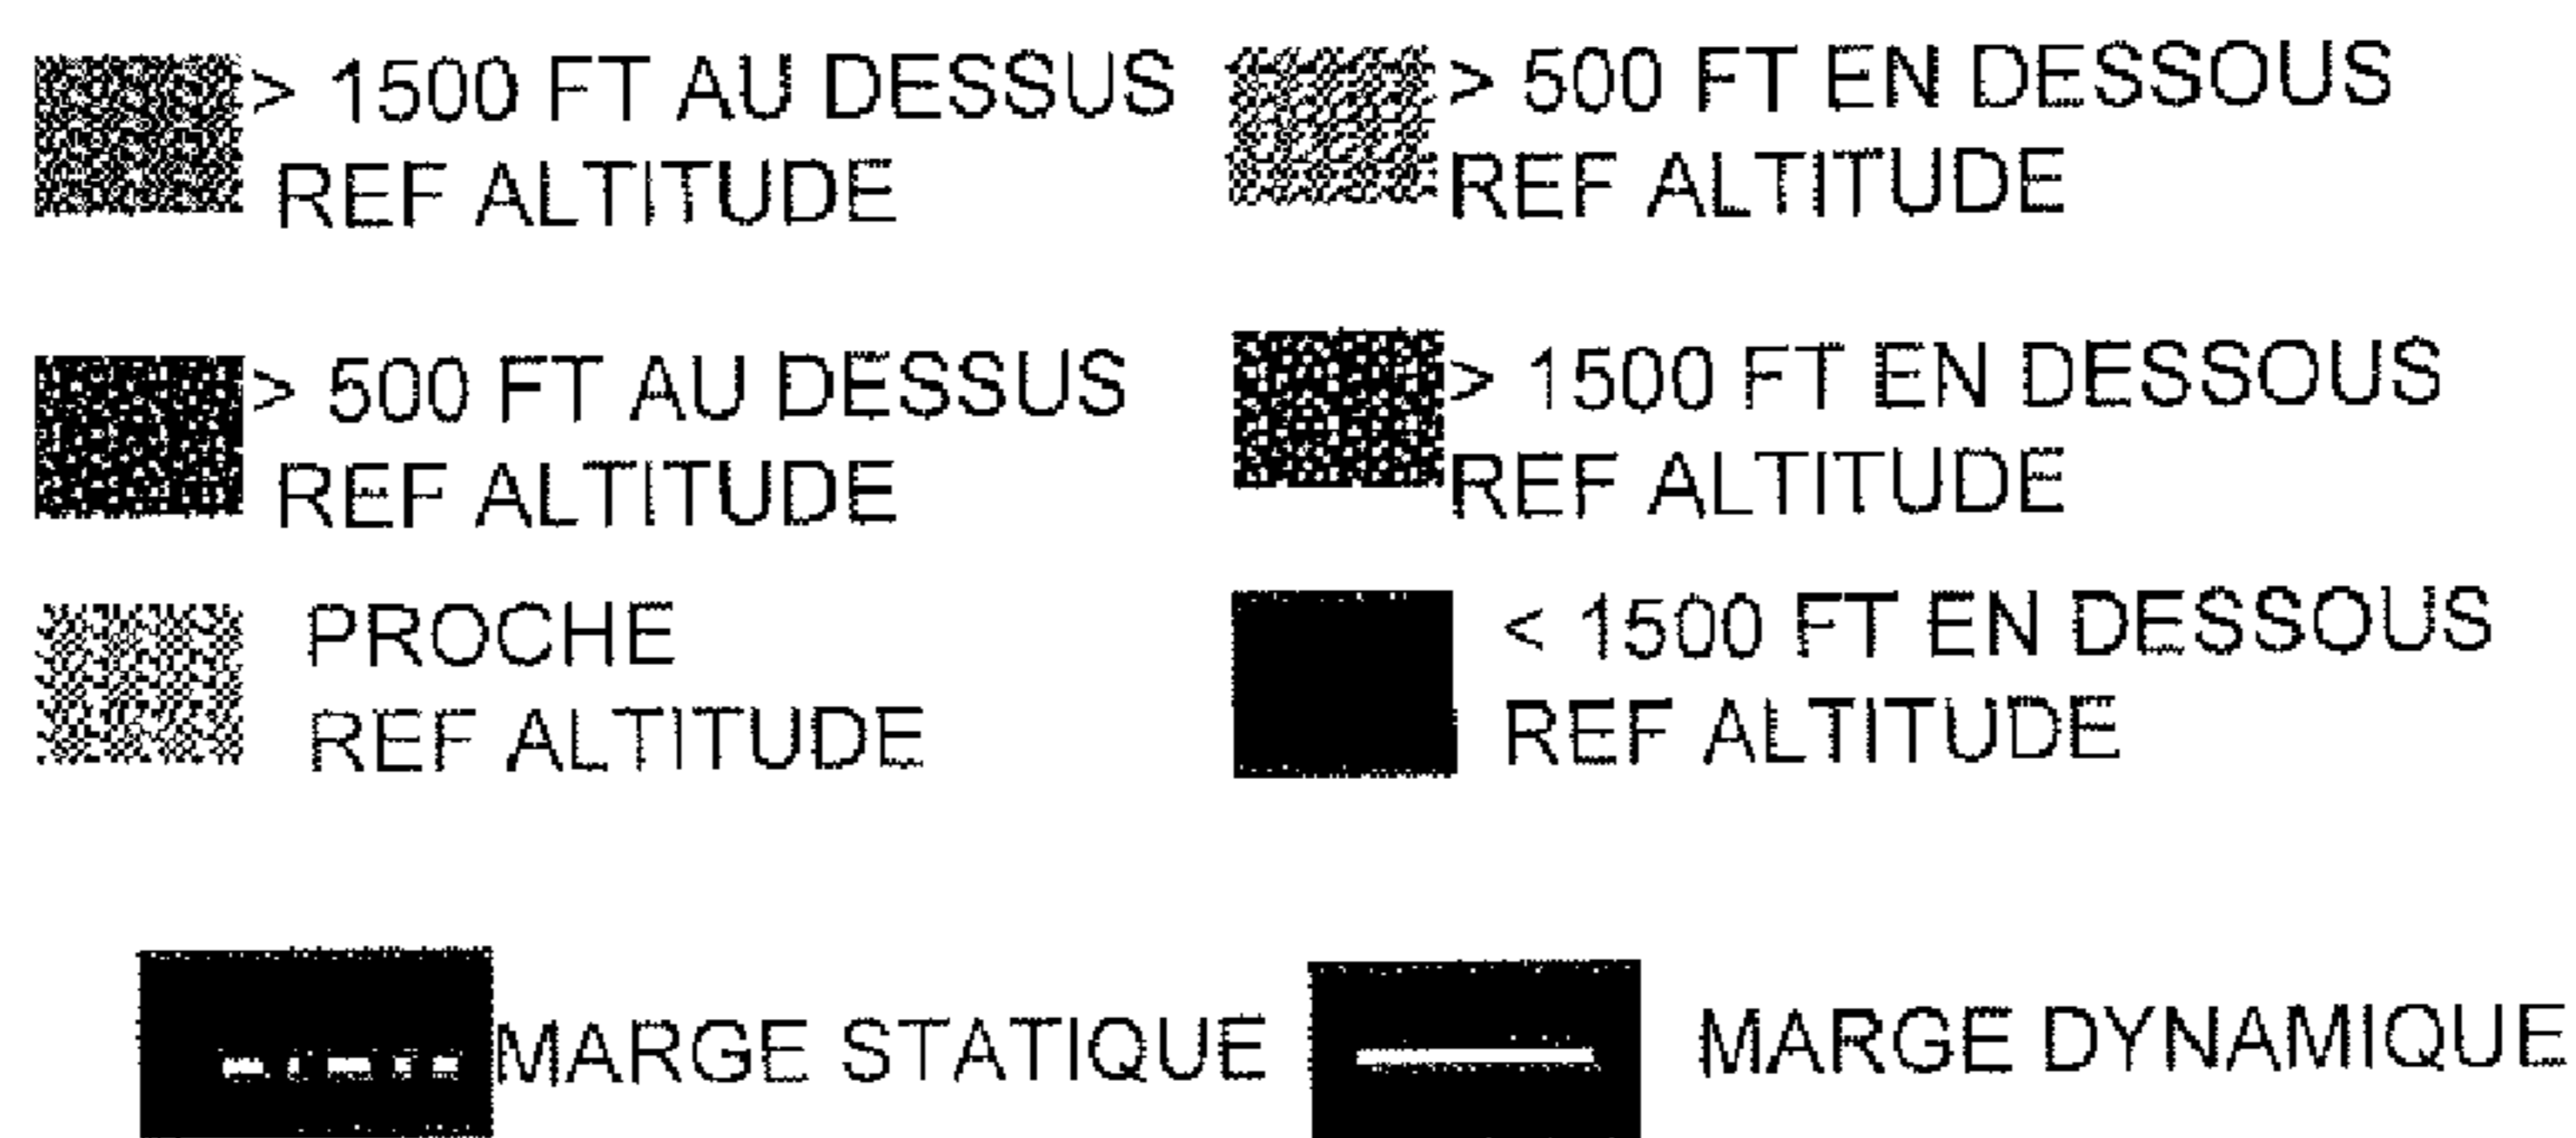 > 1500 FT AU DESSUS
REF ALTITUDE
> 500 FT EN DESSOUS
REF ALTITUDE
> 500 FT AU DESSUS
REF ALTITUDE
> 1500 FT EN DESSOUS
REF ALTITUDE
PROCHE
REF ALTITUDE
< 1500 FT EN DESSOUS
REF ALTITUDE
MARGE STATIQUE
MARGE DYNAMIQUE